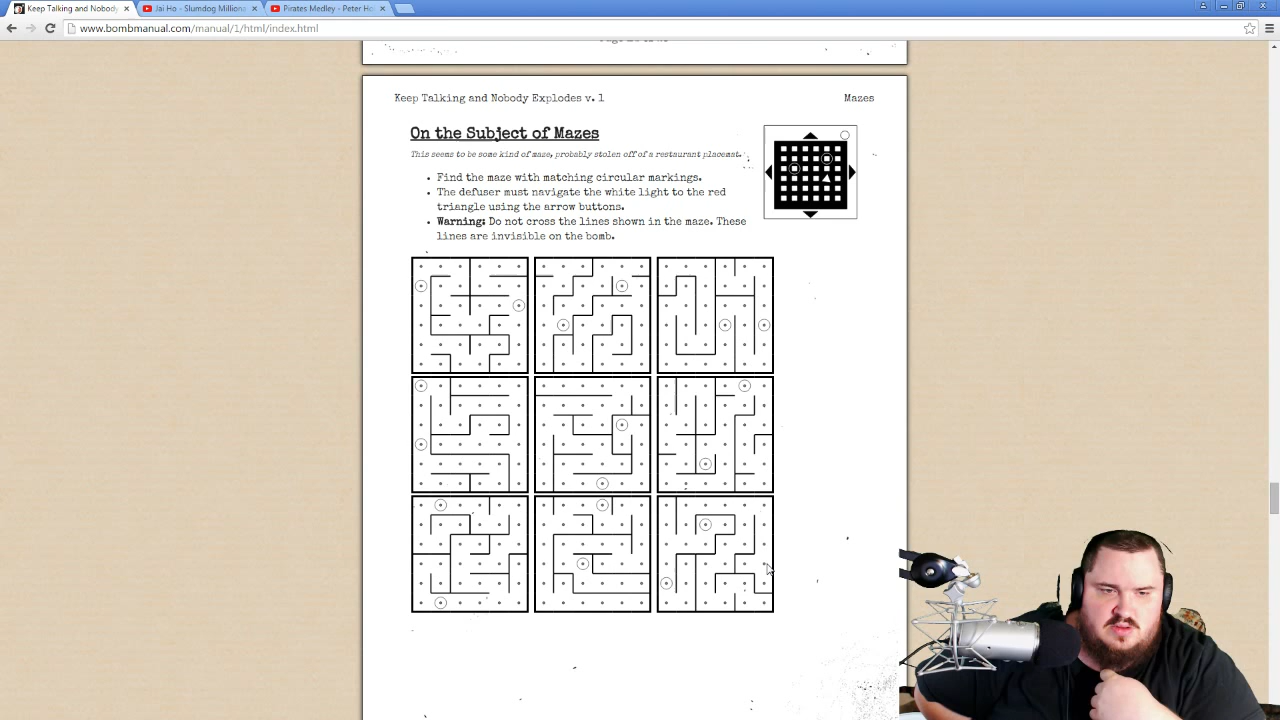 Keep Talking and Nobody
Jai Ho - Slumdog Million
Pirates Medley - Peter Ho
www.bombmanual.com/manual/1/html/index.html
Keep Talking and Nobody Explodes v. 1
Mazes
On the Subject of Mazes
This seems to be some kind of maze, probably stolen off of a restaurant placemat.
• Find the maze with matching circular markings.
• The defuser must navigate the white light to the red
triangle using the arrow buttons.
• Warning: Do not cross the lines shown in the maze. These
lines are invisible on the bomb.